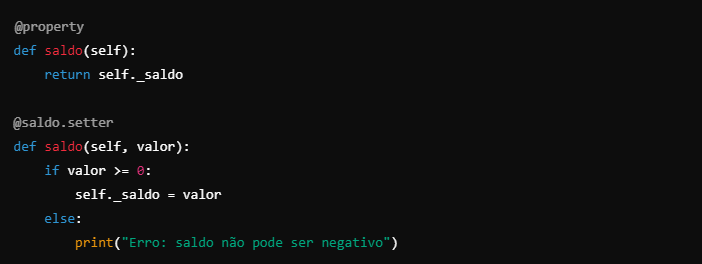 @property
def saldo(self):
    return self._saldo

@saldo.setter
def saldo(self, valor):
    if valor >= 0:
        self._saldo = valor
    else:
        print("Erro: saldo não pode ser negativo")